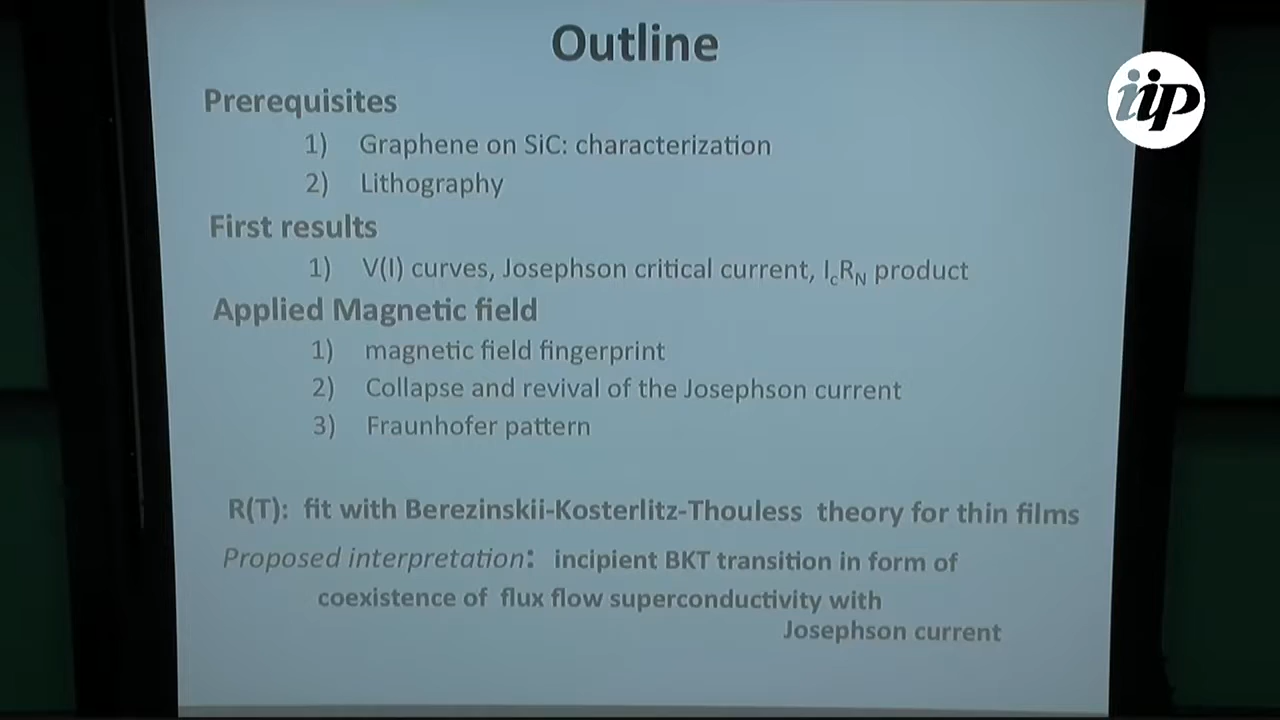 Outline
iip
Prerequisites
1) Graphene on SiC: characterization
2) Lithography
First results
1) V(I) curves, Josephson critical current, IcRN product
Applied Magnetic field
1) magnetic field fingerprint
2) Collapse and revival of the Josephson current
3) Fraunhofer pattern
R(T): fit with Berezinskii-Kosterlitz-Thouless theory for thin films
Proposed interpretation: incipient BKT transition in form of
coexistence of flux flow superconductivity with
Josephson current